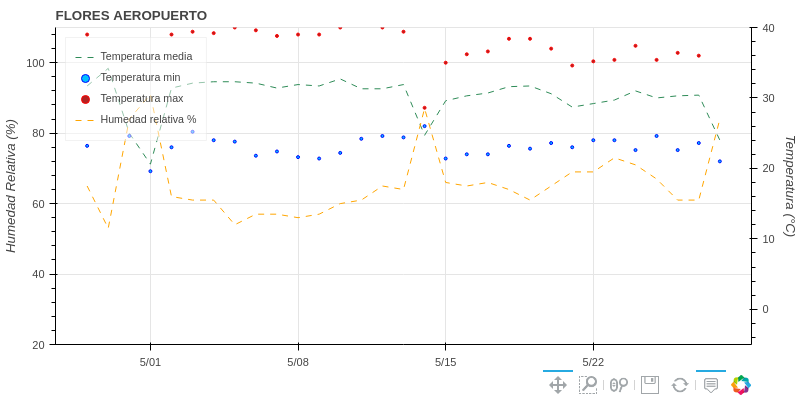 FLORES AEROPUERTO
Temperatura media
Temperatura min
Temperatura max
Humedad relativa %
Humedad Relativa (%)
100
80
60
40
20
Temperatura (°C)
40
30
20
10
0
5/01
5/08
5/15
5/22